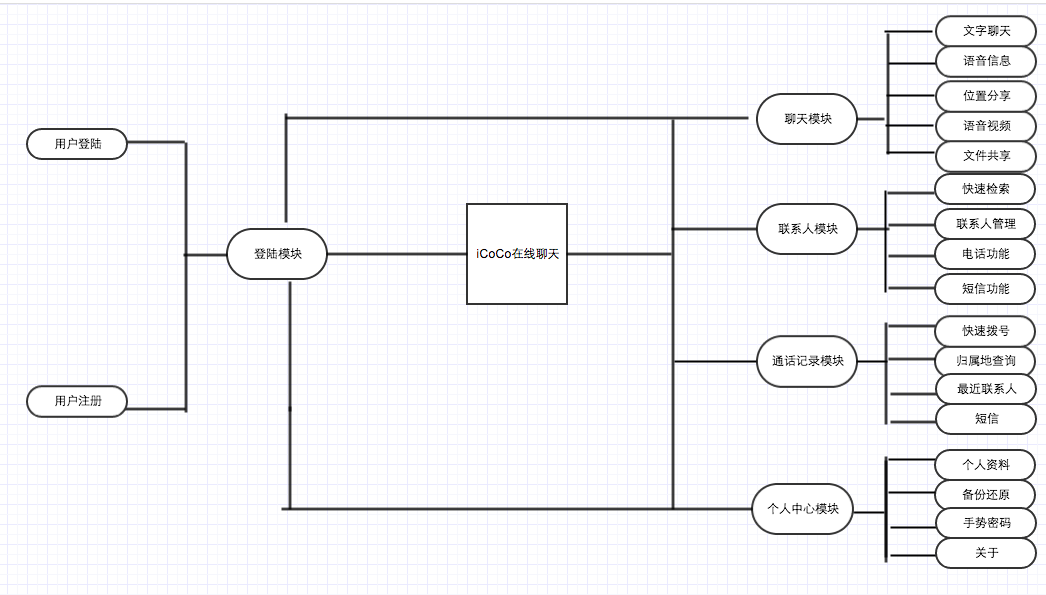 用户登陆
用户注册
登陆模块
iCoCo在线聊天
聊天模块
文字聊天
语音信息
位置分享
语音视频
文件共享
联系人模块
快速检索
联系人管理
电话功能
短信功能
通话记录模块
快速拨号
归属地查询
最近联系人
短信
个人中心模块
个人资料
备份还原
手势密码
关于